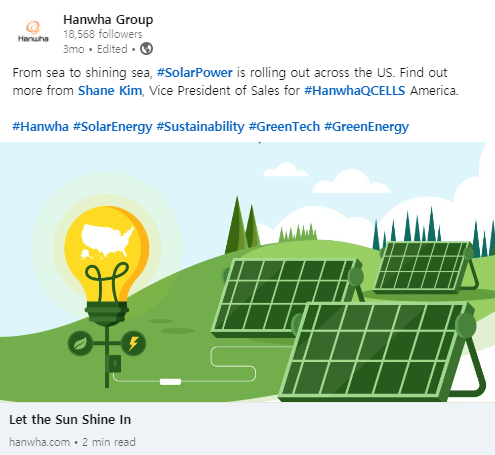 Hanwha
Hanwha Group
18,568 followers
3mo • Edited •
From sea to shining sea, #SolarPower is rolling out across the US. Find out
more from Shane Kim, Vice President of Sales for #HanwhaQCELLS America.
#Hanwha #SolarEnergy #Sustainability #GreenTech #GreenEnergy
Let the Sun Shine In
hanwha.com • 2 min read